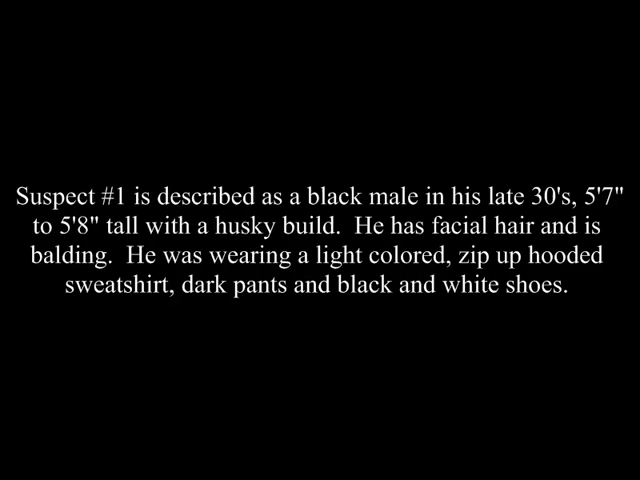 Suspect #1 is described as a black male in his late 30's, 5'7"
to 5'8" tall with a husky build.  He has facial hair and is
balding.  He was wearing a light colored, zip up hooded
sweatshirt, dark pants and black and white shoes.